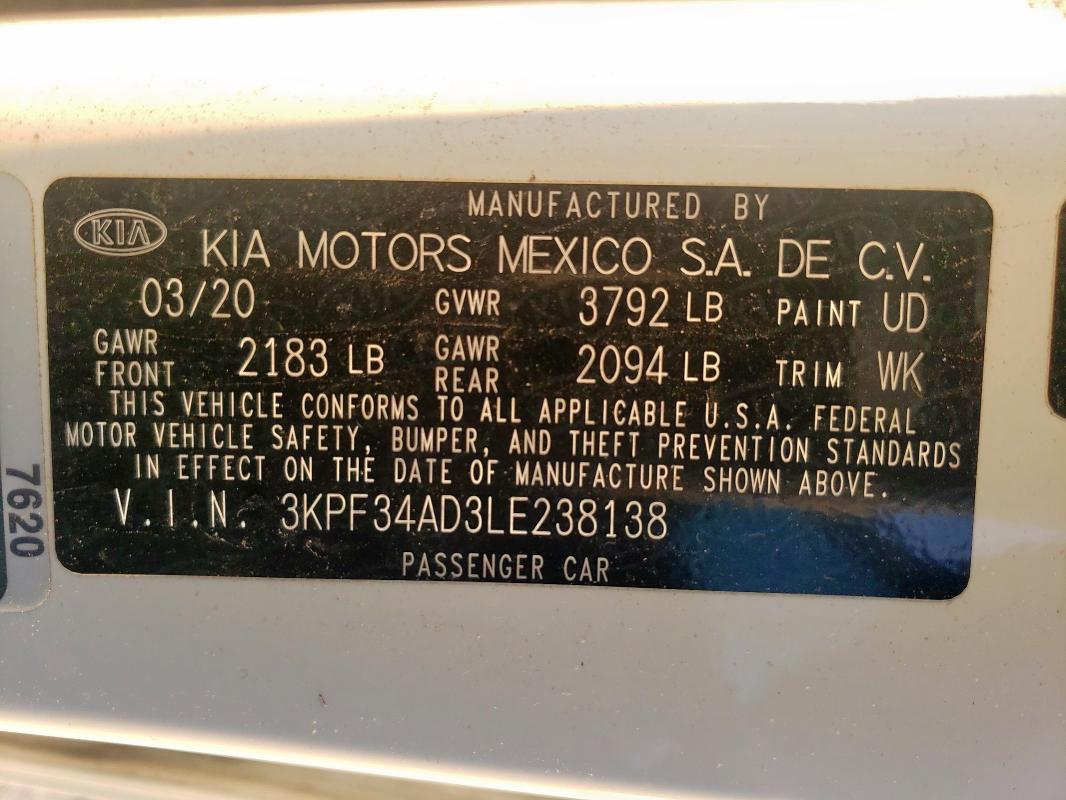 MANUFACTURED BY
KIA
KIA MOTORS MEXICO S.A. DE C.V.
03/20 GVWR 3792 LB PAINT UD
GAWR FRONT 2183 LB GAWR REAR 2094 LB TRIM WK
THIS VEHICLE CONFORMS TO ALL APPLICABLE U.S.A. FEDERAL
MOTOR VEHICLE SAFETY, BUMPER, AND THEFT PREVENTION STANDARDS
IN EFFECT ON THE DATE OF MANUFACTURE SHOWN ABOVE.
V.I.N. 3KPF34AD3LE238138
PASSENGER CAR
7620